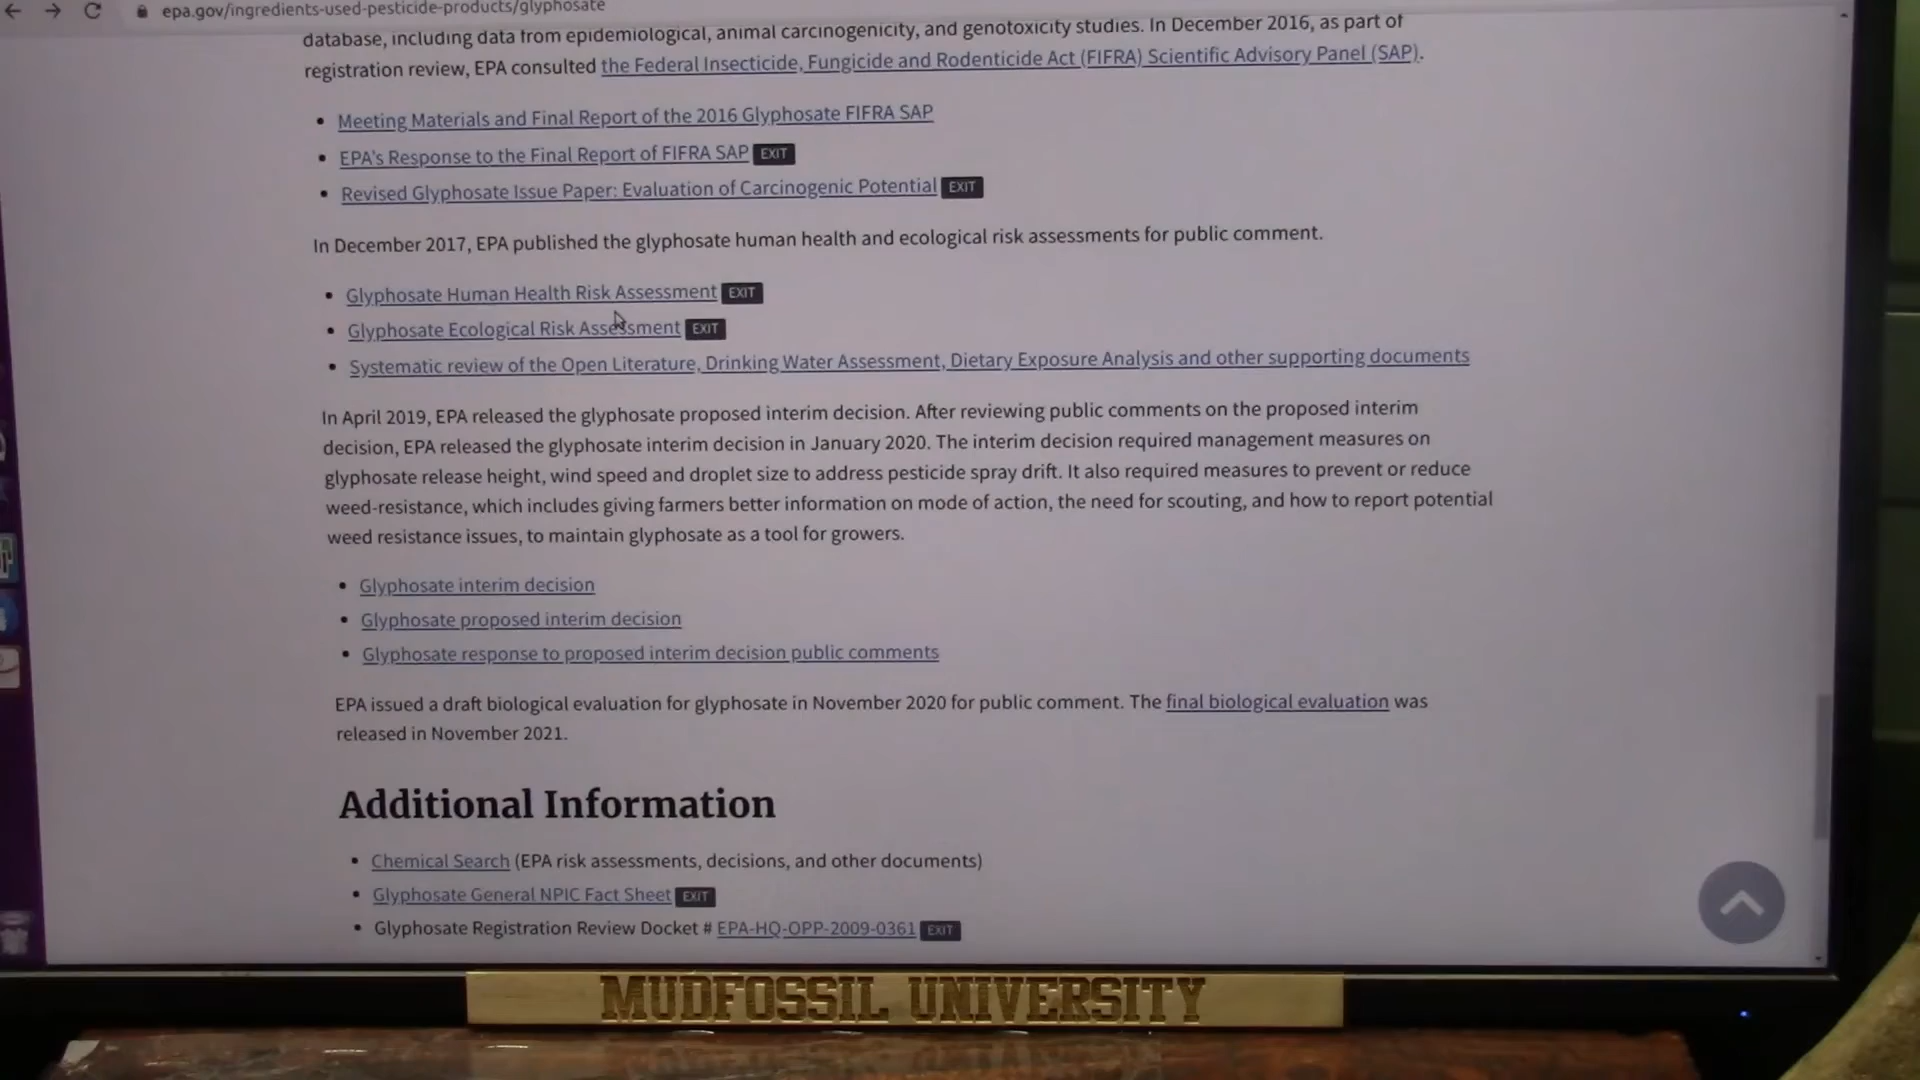 epa.gov/ingredients-used-pesticide-products/glyphosate
database, including data from epidemiological, animal carcinogenicity, and genotoxicity studies. In December 2016, as part of
registration review, EPA consulted the Federal Insecticide, Fungicide and Rodenticide Act (FIFRA) Scientific Advisory Panel (SAP).
• Meeting Materials and Final Report of the 2016 Glyphosate FIFRA SAP
• EPA's Response to the Final Report of FIFRA SAP EXIT
• Revised Glyphosate Issue Paper: Evaluation of Carcinogenic Potential EXIT
In December 2017, EPA published the glyphosate human health and ecological risk assessments for public comment.
• Glyphosate Human Health Risk Assessment EXIT
• Glyphosate Ecological Risk Assessment EXIT
• Systematic review of the Open Literature, Drinking Water Assessment, Dietary Exposure Analysis and other supporting documents
In April 2019, EPA released the glyphosate proposed interim decision. After reviewing public comments on the proposed interim
decision, EPA released the glyphosate interim decision in January 2020. The interim decision required management measures on
glyphosate release height, wind speed and droplet size to address pesticide spray drift. It also required measures to prevent or reduce
weed-resistance, which includes giving farmers better information on mode of action, the need for scouting, and how to report potential
weed resistance issues, to maintain glyphosate as a tool for growers.
• Glyphosate interim decision
• Glyphosate proposed interim decision
• Glyphosate response to proposed interim decision public comments
EPA issued a draft biological evaluation for glyphosate in November 2020 for public comment. The final biological evaluation was
released in November 2021.
Additional Information
• Chemical Search (EPA risk assessments, decisions, and other documents)
• Glyphosate General NPIC Fact Sheet EXIT
• Glyphosate Registration Review Docket # EPA-HQ-OPP-2009-0361 EXIT
MUDFOSSIL UNIVERSITY